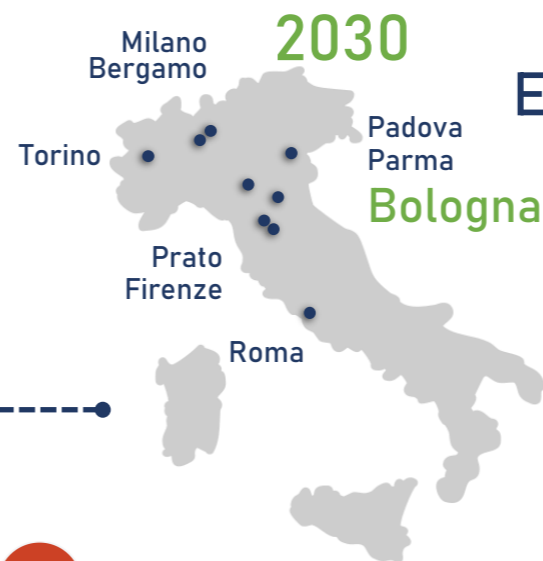 2030
Milano
Bergamo
E
Torino
Padova
Parma
Bologna
Prato
Firenze
Roma